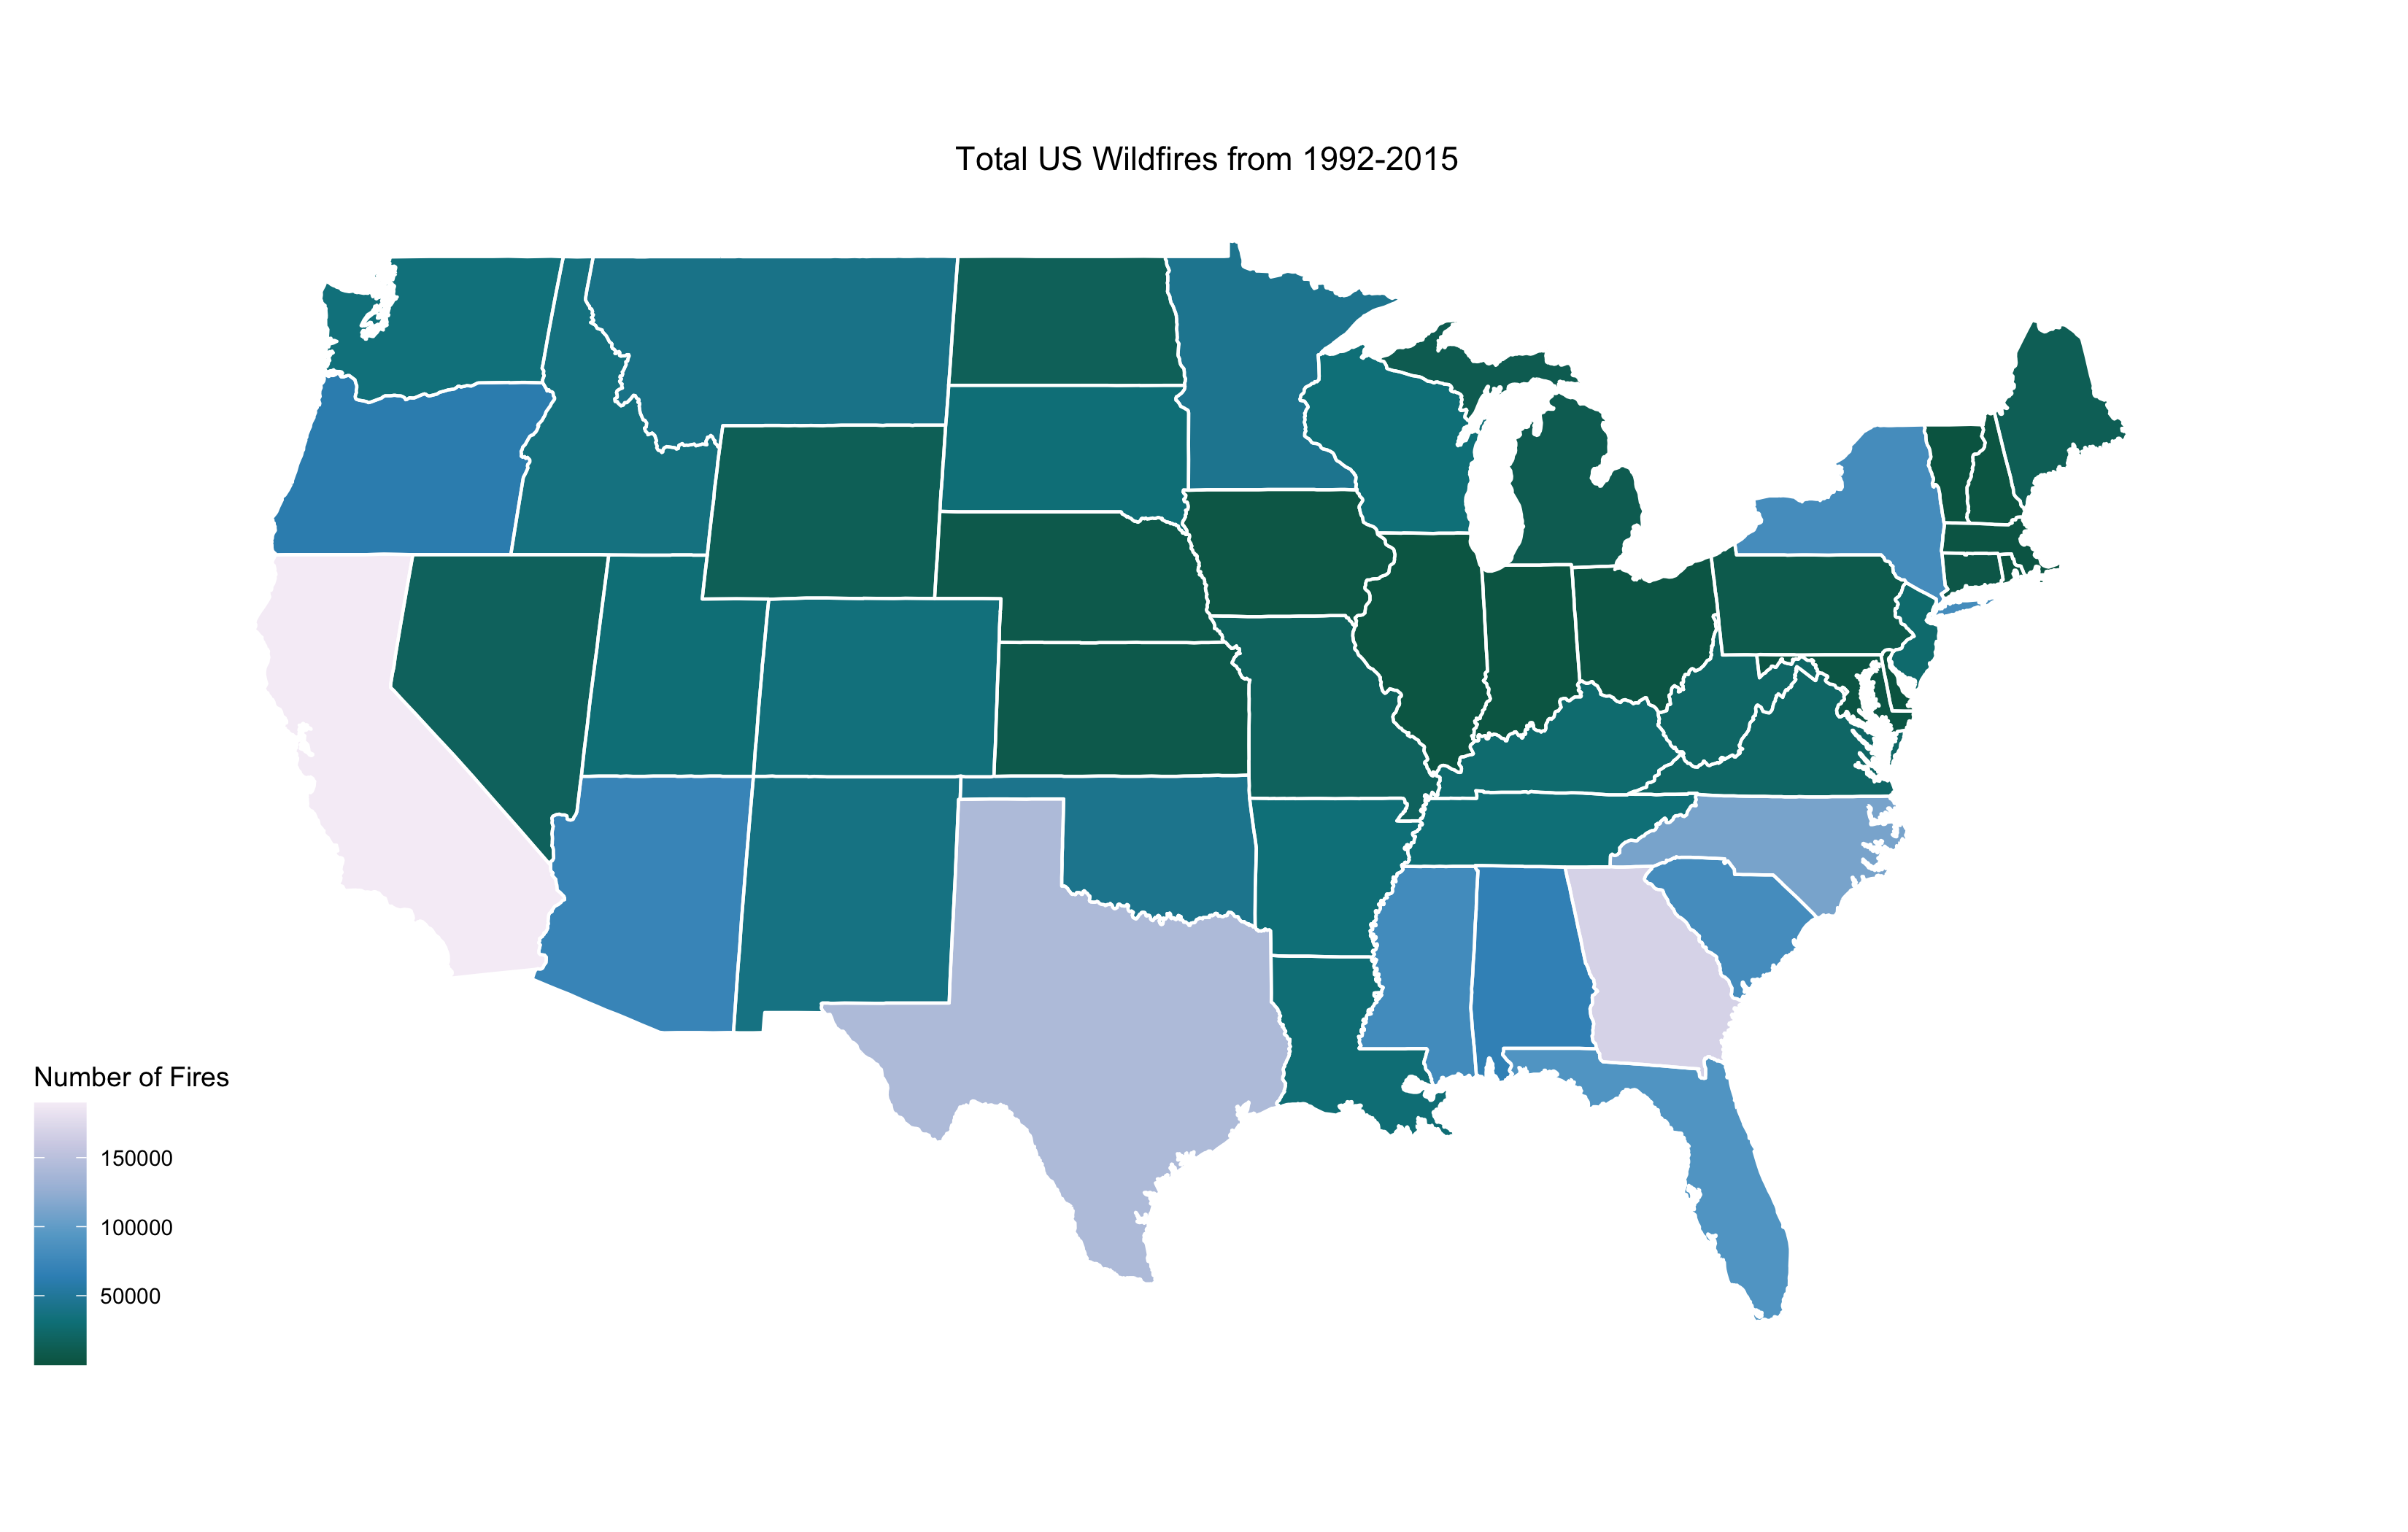 Total US Wildfires from 1992-2015
Number of Fires
150000
100000
50000